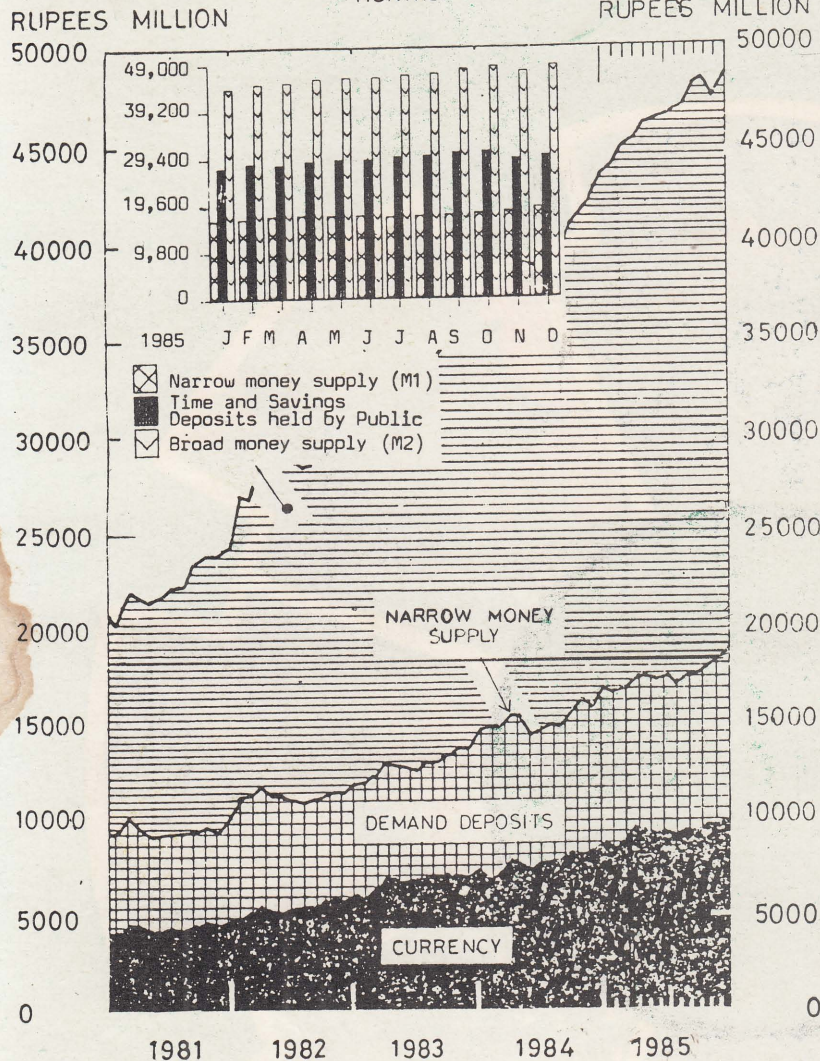 RUPEES MILLION
RUPEES MILLION
50000
45000
40000
35000
30000
25000
20000
15000
10000
5000
0
50000
45000
40000
35000
30000
25000
20000
15000
10000
5000
0
49,000
39,200
29,400
19,600
9,800
0
1985 J F M A M J J A S O N D
Narrow money supply (M1)
Time and Savings
Deposits held by Public
Broad money supply (M2)
NARROW MONEY
SUPPLY
DEMAND DEPOSITS
CURRENCY
1981 1982 1983 1984 1985